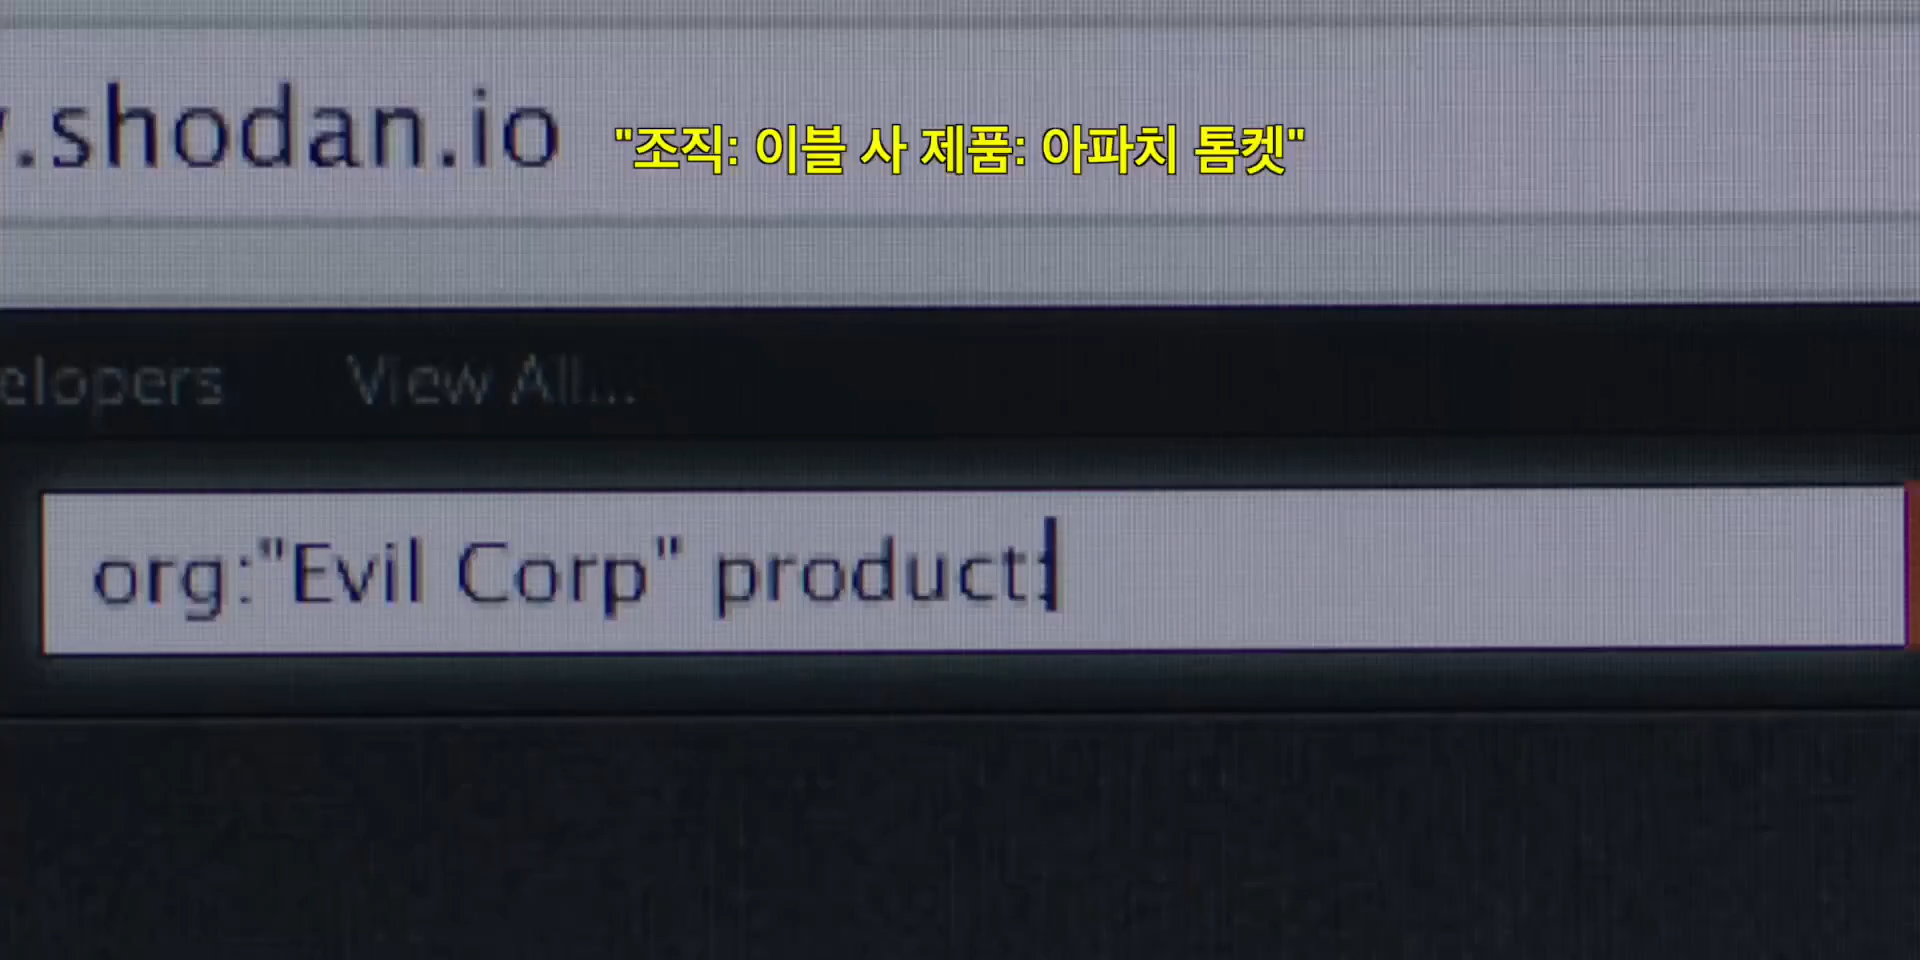 .shodan.io
"조직: 이블 사 제품: 아파치 톰켓"
elopers View All...
org:"Evil Corp" product: